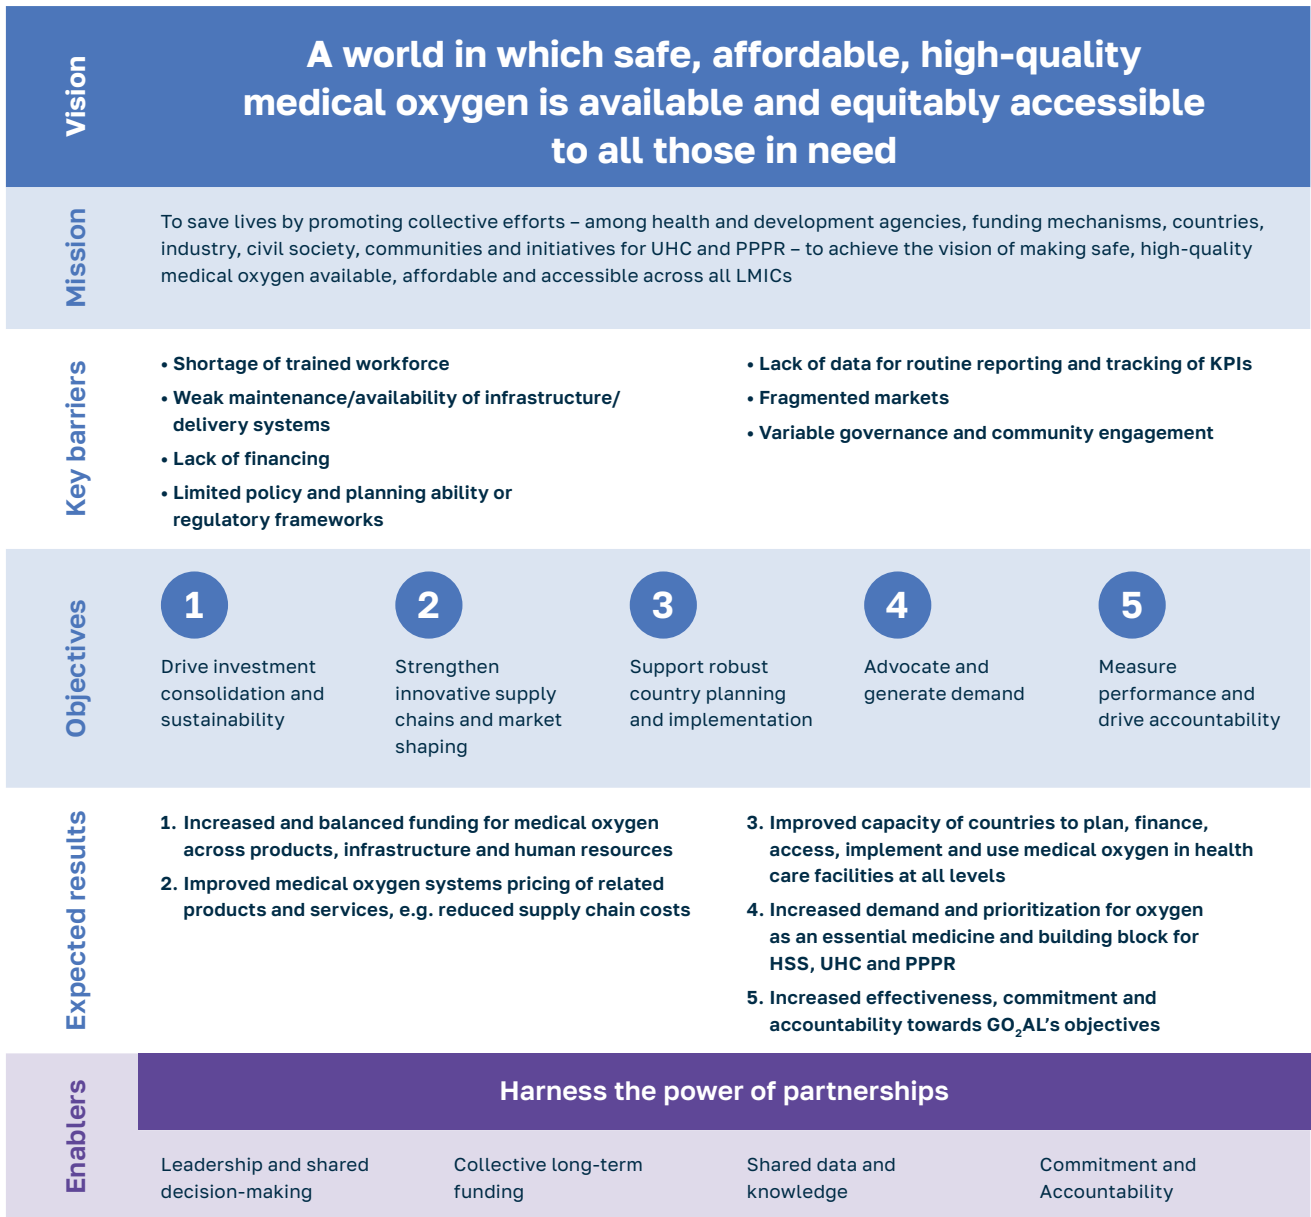 Vision
A world in which safe, affordable, high-quality
medical oxygen is available and equitably accessible
to all those in need
Mission
To save lives by promoting collective efforts – among health and development agencies, funding mechanisms, countries,
industry, civil society, communities and initiatives for UHC and PPPR – to achieve the vision of making safe, high-quality
medical oxygen available, affordable and accessible across all LMICs
Key barriers
• Shortage of trained workforce
• Weak maintenance/availability of infrastructure/
delivery systems
• Lack of financing
• Limited policy and planning ability or
regulatory frameworks
• Lack of data for routine reporting and tracking of KPIs
• Fragmented markets
• Variable governance and community engagement
Objectives
1
Drive investment
consolidation and
sustainability
2
Strengthen
innovative supply
chains and market
shaping
3
Support robust
country planning
and implementation
4
Advocate and
generate demand
5
Measure
performance and
drive accountability
Expected results
1. Increased and balanced funding for medical oxygen
across products, infrastructure and human resources
2. Improved medical oxygen systems pricing of related
products and services, e.g. reduced supply chain costs
3. Improved capacity of countries to plan, finance,
access, implement and use medical oxygen in health
care facilities at all levels
4. Increased demand and prioritization for oxygen
as an essential medicine and building block for
HSS, UHC and PPPR
5. Increased effectiveness, commitment and
accountability towards GO₂AL’s objectives
Enablers
Harness the power of partnerships
Leadership and shared
decision-making
Collective long-term
funding
Shared data and
knowledge
Commitment and
Accountability